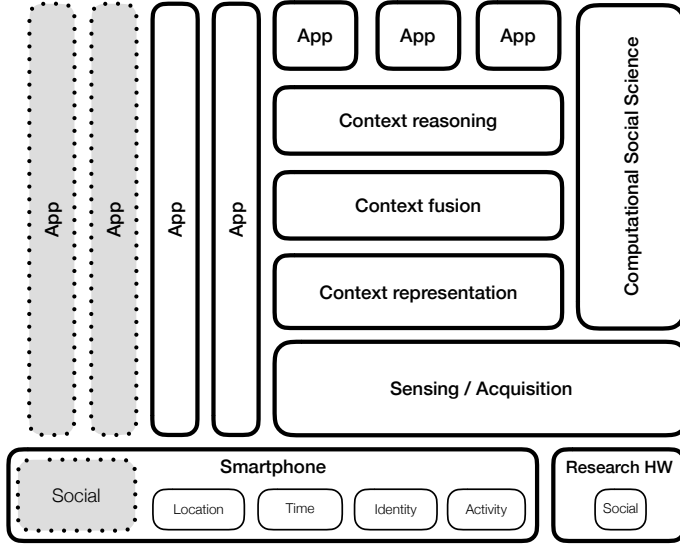 App
App
App
App
App
App
App
Context reasoning
Context fusion
Context representation
Computational Social Science
Sensing / Acquisition
Smartphone
Social
Location
Time
Identity
Activity
Research HW
Social